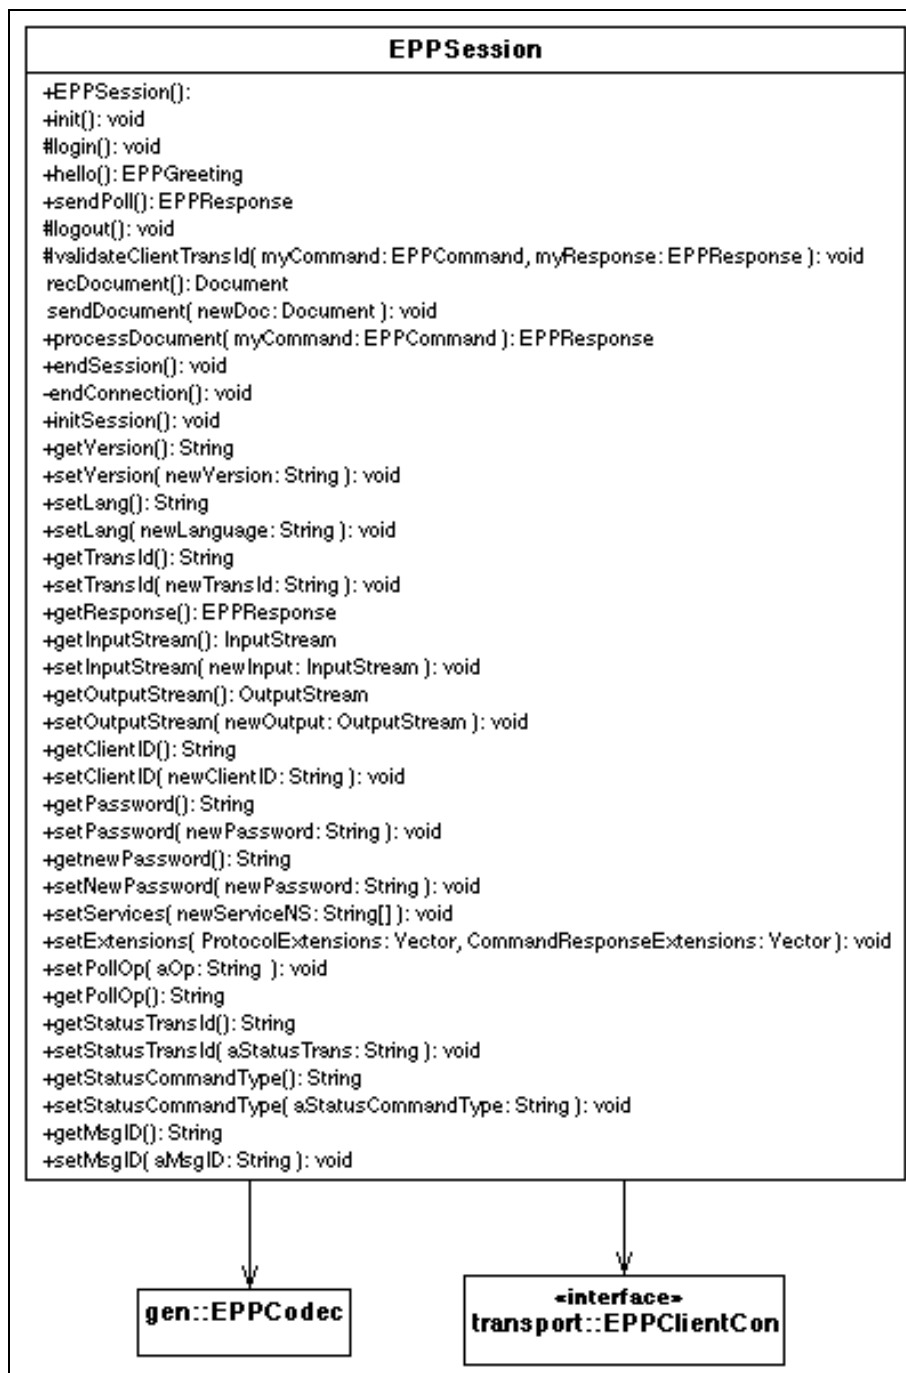 EPPSession
+EPPSession():
+init(): void
#login(): void
+hello(): EPPGreeting
+sendPoll(): EPPResponse
#logout(): void
#validateClientTransId( myCommand: EPPCommand, myResponse: EPPResponse ): void
recDocument(): Document
sendDocument( newDoc: Document ): void
+processDocument( myCommand: EPPCommand ): EPPResponse
+endSession(): void
-endConnection(): void
+initSession(): void
+getVersion(): String
+setVersion( newVersion: String ): void
+setLang(): String
+setLang( newLanguage: String ): void
+getTransId(): String
+setTransId( newTransId: String ): void
+getResponse(): EPPResponse
+getInputStream(): InputStream
+setInputStream( newInput: InputStream ): void
+getOutputStream(): OutputStream
+setOutputStream( newOutput: OutputStream ): void
+getClientID(): String
+setClientID( newClientID: String ): void
+getPassword(): String
+setPassword( newPassword: String ): void
+getnewPassword(): String
+setNewPassword( newPassword: String ): void
+setServices( newServiceNS: String[] ): void
+setExtensions( ProtocolExtensions: Vector, CommandResponseExtensions: Vector ): void
+setPollOp( aOp: String ): void
+getPollOp(): String
+getStatusTransId(): String
+setStatusTransId( aStatusTrans: String ): void
+getStatusCommandType(): String
+setStatusCommandType( aStatusCommandType: String ): void
+getMsgID(): String
+setMsgID( aMsgID: String ): void
gen::EPPCodec
«interface»
transport::EPPClientCon